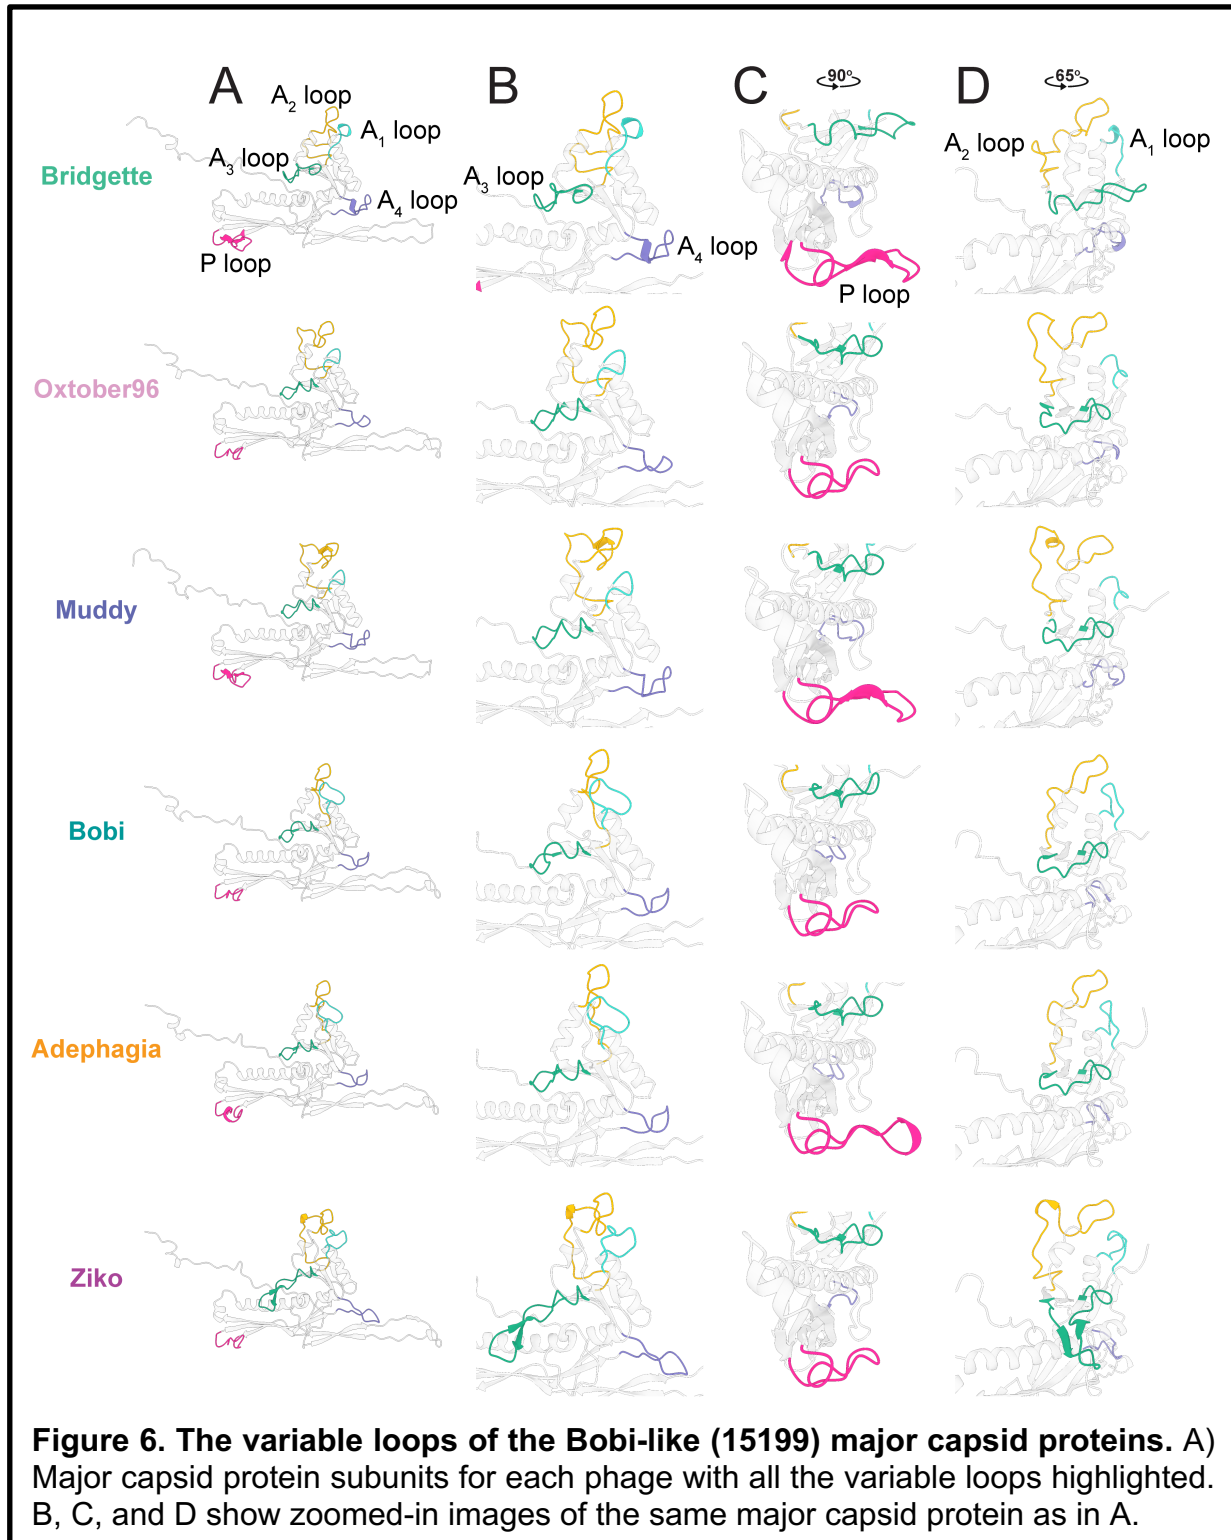 A B C 90° D 65°
A2 loop
A1 loop
A3 loop
A4 loop
P loop
A3 loop
A4 loop
P loop
A2 loop
A1 loop
Bridgette
Oxtober96
Muddy
Bobi
Adephagia
Ziko
Figure 6. The variable loops of the Bobi-like (15199) major capsid proteins. A)
Major capsid protein subunits for each phage with all the variable loops highlighted.
B, C, and D show zoomed-in images of the same major capsid protein as in A.